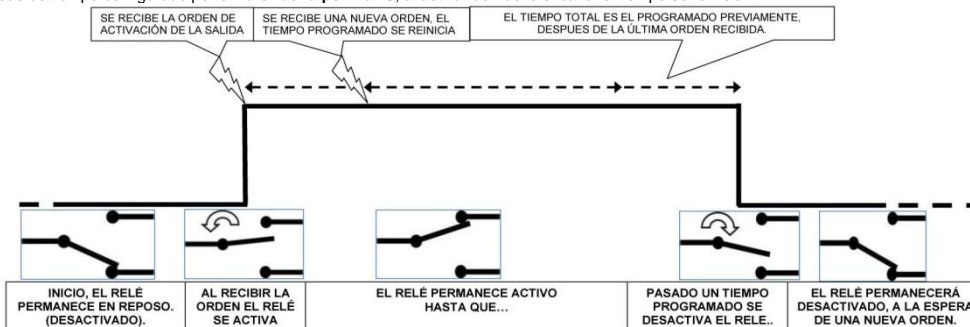 SE RECIBE LA ORDEN DE
ACTIVACIÓN DE LA SALIDA
SE RECIBE UNA NUEVA ORDEN, EL
TIEMPO PROGRAMADO SE REINICIA
EL TIEMPO TOTAL ES EL PROGRAMADO PREVIAMENTE,
DESPUES DE LA ÚLTIMA ORDEN RECIBIDA.
INICIO, EL RELÉ
PERMANECE EN REPOSO.
(DESACTIVADO).
AL RECIBIR LA
ORDEN EL RELÉ
SE ACTIVA
EL RELÉ PERMANECE ACTIVO
HASTA QUE...
PASADO UN TIEMPO
PROGRAMADO SE
DESACTIVA EL RELE..
EL RELÉ PERMANECERÁ
DESACTIVADO, A LA ESPERA
DE UNA NUEVA ORDEN.